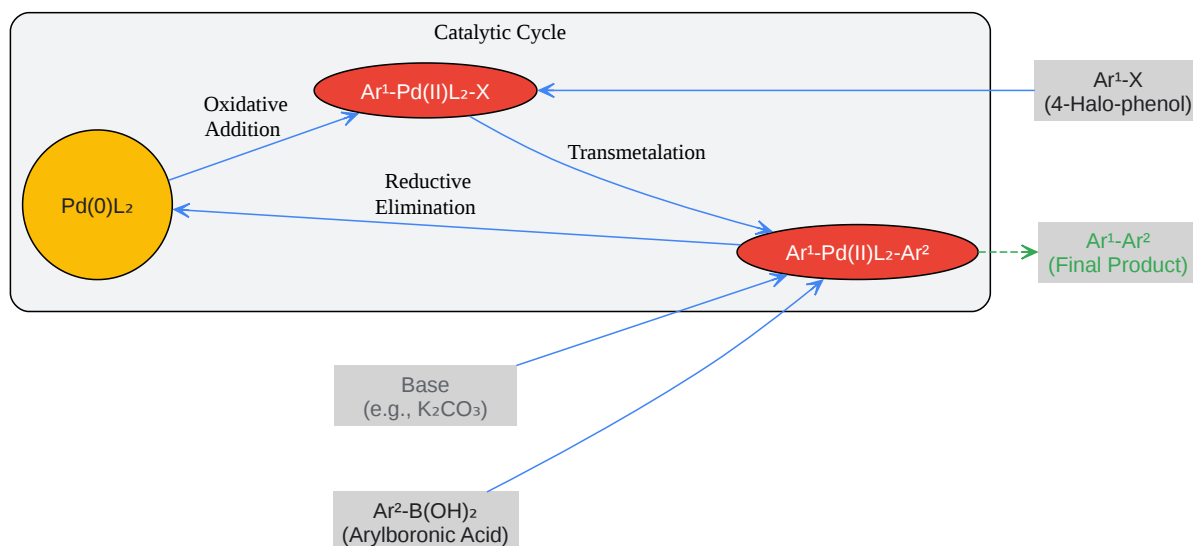 Catalytic Cycle
Ar¹-Pd(II)L₂-X
Ar¹-X
(4-Halo-phenol)
Oxidative
Addition
Transmetalation
Reductive
Elimination
Pd(0)L₂
Ar¹-Pd(II)L₂-Ar²
Ar¹-Ar²
(Final Product)
Base
(e.g., K₂CO₃)
Ar²-B(OH)₂
(Arylboronic Acid)